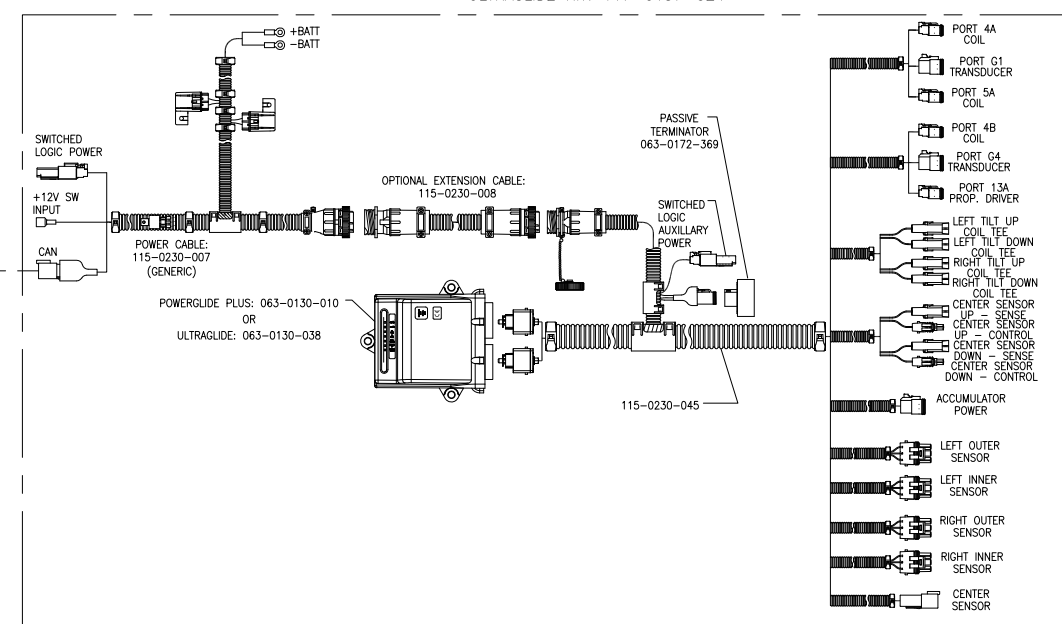 +BATT
-BATT
SWITCHED
LOGIC POWER
+12V SW
INPUT
CAN
POWER CABLE:
115-0230-007
(GENERIC)
OPTIONAL EXTENSION CABLE:
115-0230-008
PASSIVE
TERMINATOR
063-0172-369
SWITCHED
LOGIC
AUXILLARY
POWER
POWERGLIDE PLUS: 063-0130-010
OR
ULTRAGLIDE: 063-0130-038
115-0230-045
PORT 4A
COIL
PORT G1
TRANSDUCER
PORT 5A
COIL
PORT 4B
COIL
PORT G4
TRANSDUCER
PORT 13A
PROP. DRIVER
LEFT TILT UP
COIL TEE
LEFT TILT DOWN
COIL TEE
RIGHT TILT UP
COIL TEE
RIGHT TILT DOWN
COIL TEE
CENTER SENSOR
UP - SENSE
CENTER SENSOR
UP - CONTROL
CENTER SENSOR
DOWN - SENSE
CENTER SENSOR
DOWN - CONTROL
ACCUMULATOR
POWER
LEFT OUTER
SENSOR
LEFT INNER
SENSOR
RIGHT OUTER
SENSOR
RIGHT INNER
SENSOR
CENTER
SENSOR